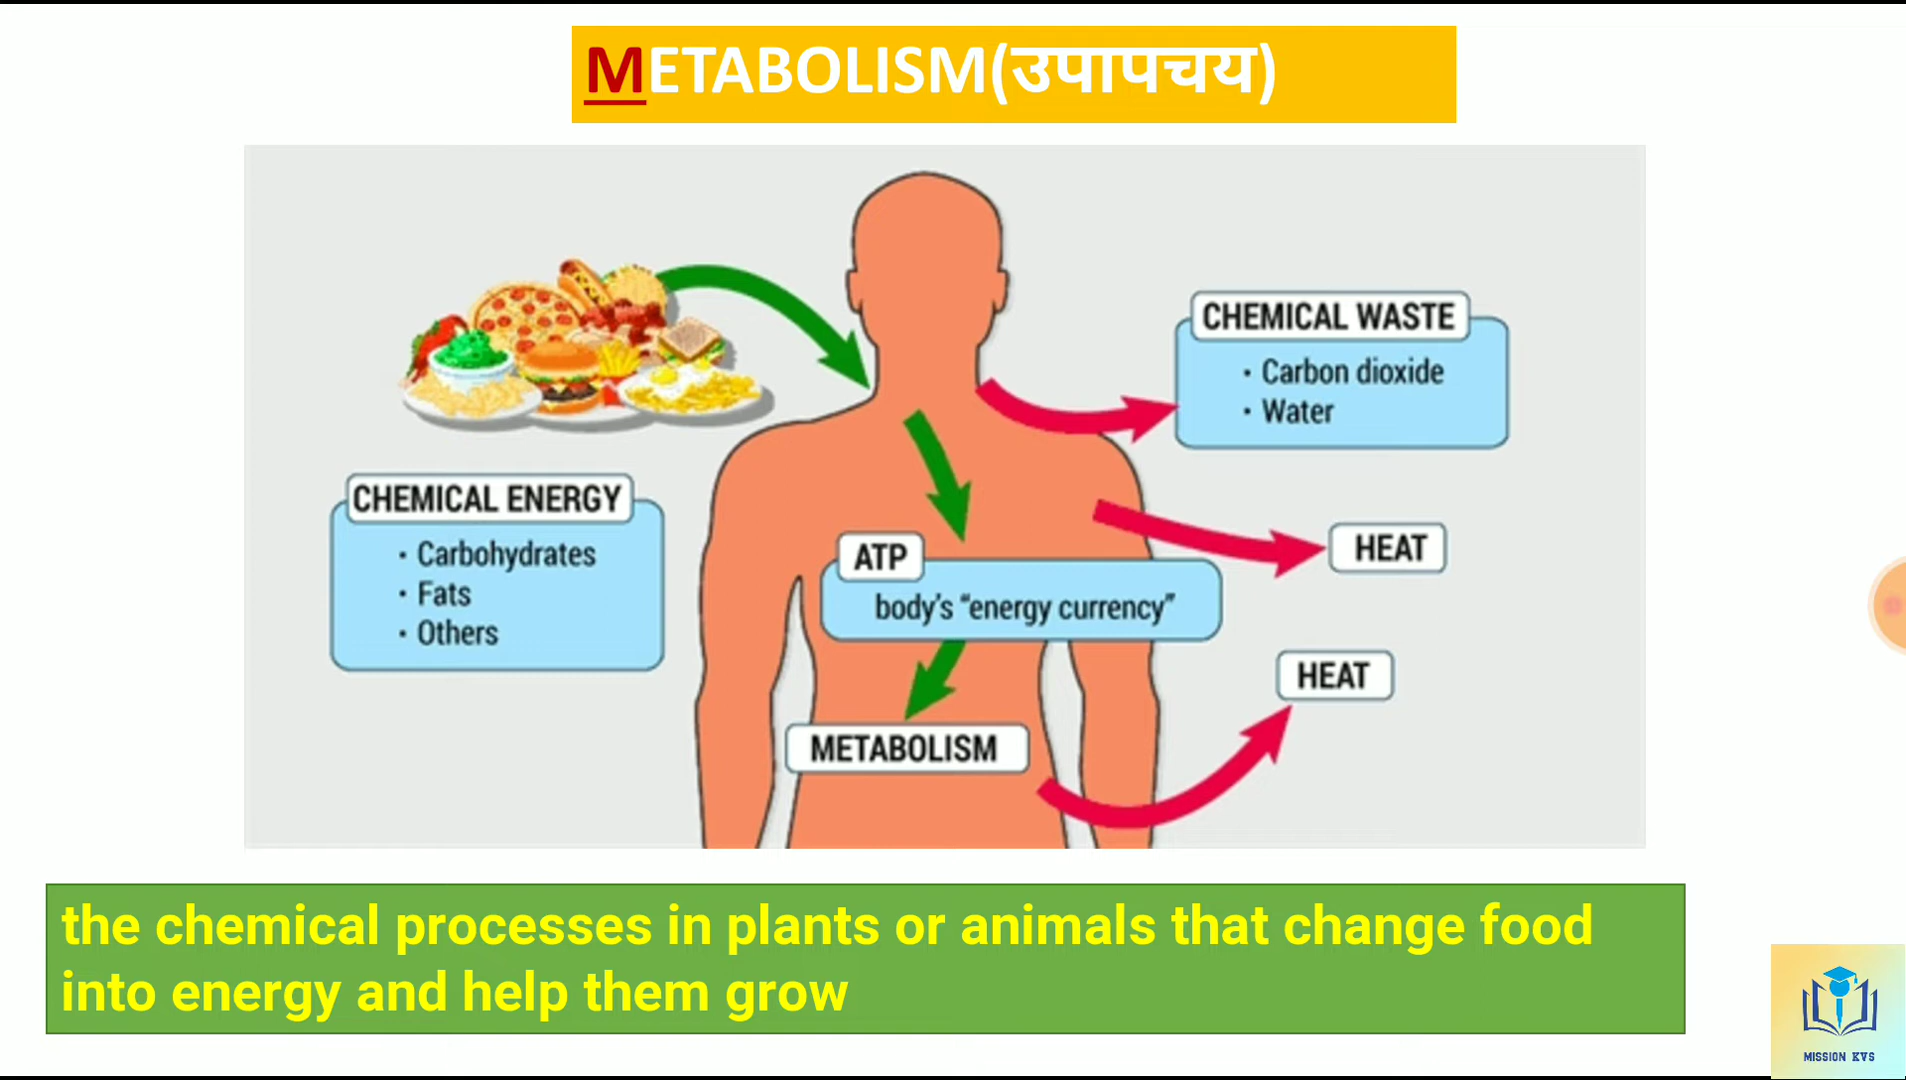 METABOLISM(उपापचय)
CHEMICAL WASTE
· Carbon dioxide
· Water
CHEMICAL ENERGY
· Carbohydrates
· Fats
· Others
HEAT
ATP
body's “energy currency”
HEAT
METABOLISM
the chemical processes in plants or animals that change food
into energy and help them grow
MISSION KVS